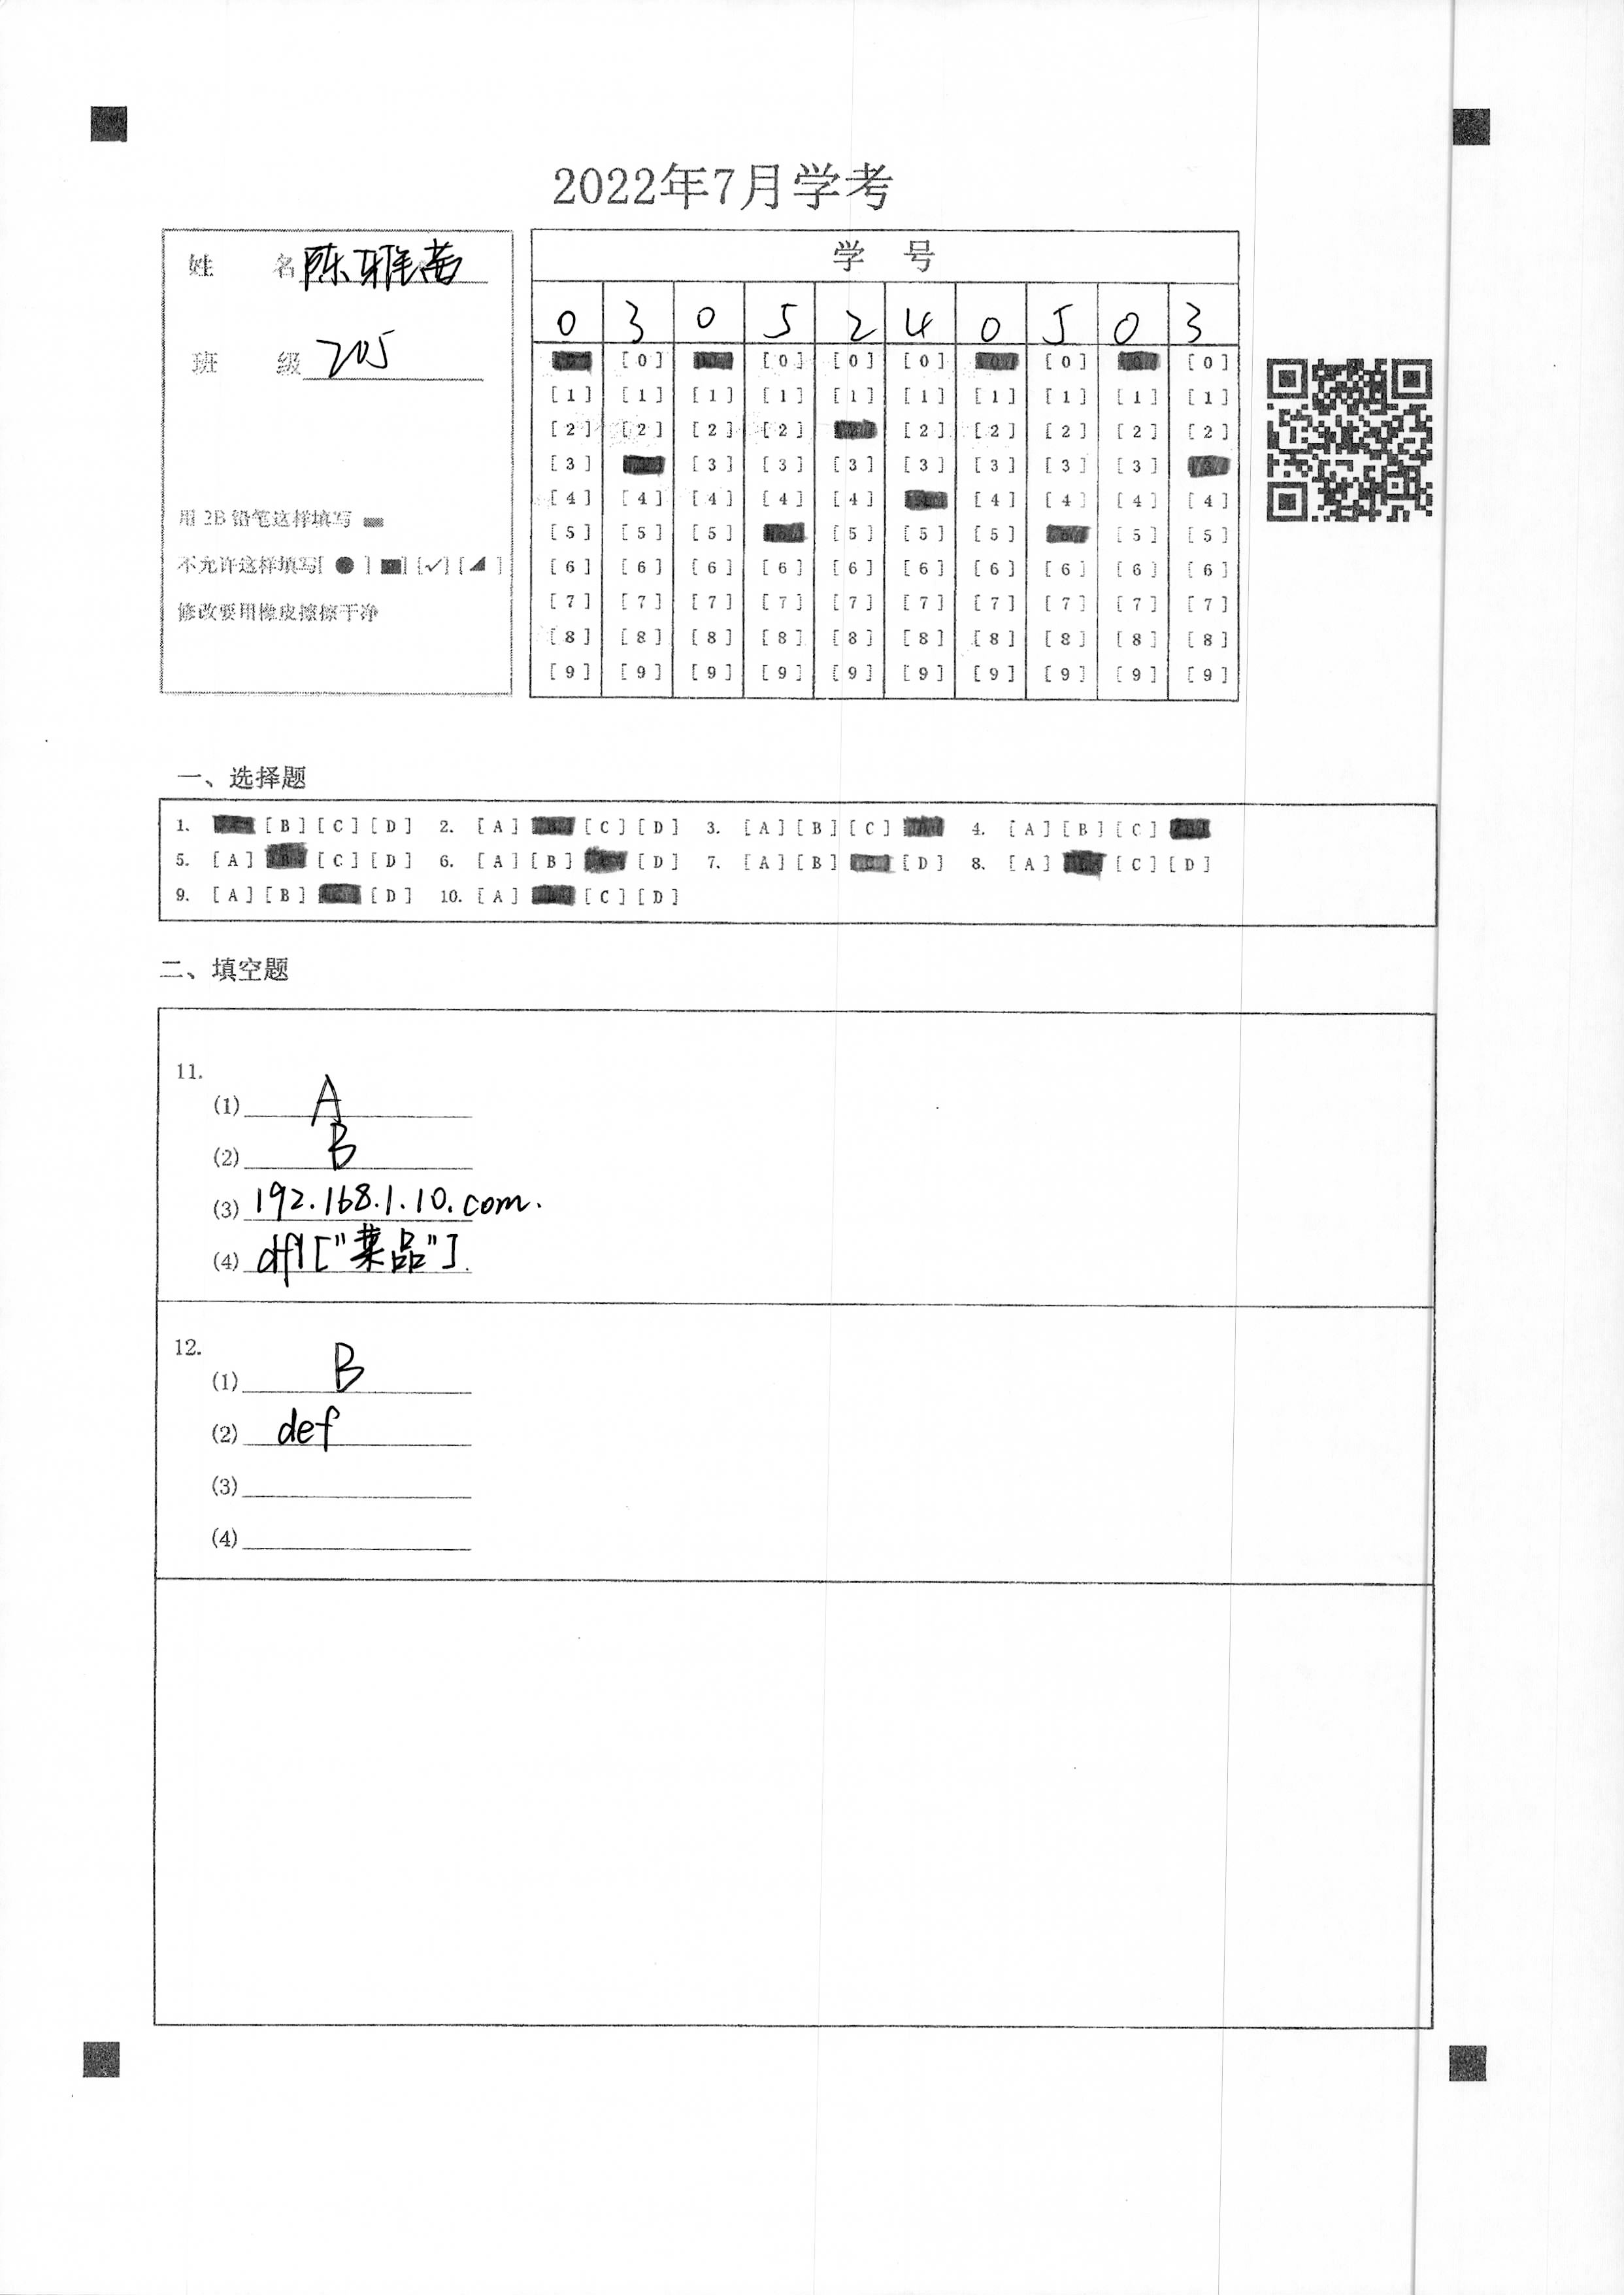 2022年7月学考
姓 名 陈雅茜
班 级 205
用 2B 铅笔这样填写
不允许这样填写[ ● ] [■] [✓] [◢ ]
修改要用橡皮擦擦干净
学 号
0 3 0 5 2 4 0 5 0 3
[0] [0] [0] [0] [0] [0]
[1] [1] [1] [1] [1] [1] [1] [1] [1] [1]
[2] [2] [2] [2] [2] [2] [2] [2] [2]
[3] [3] [3] [3] [3] [3] [3] [3]
[4] [4] [4] [4] [4] [4] [4] [4] [4]
[5] [5] [5] [5] [5] [5] [5] [5]
[6] [6] [6] [6] [6] [6] [6] [6] [6] [6]
[7] [7] [7] [7] [7] [7] [7] [7] [7] [7]
[8] [8] [8] [8] [8] [8] [8] [8] [8] [8]
[9] [9] [9] [9] [9] [9] [9] [9] [9] [9]
一、选择题
1. [B] [C] [D] 2. [A] [C] [D] 3. [A] [B] [C] 4. [A] [B] [C]
5. [A] [C] [D] 6. [A] [B] [D] 7. [A] [B] [D] 8. [A] [C] [D]
9. [A] [B] [D] 10. [A] [C] [D]
二、填空题
11.
(1) A
(2) B
(3) 192.168.1.10.com.
(4) df1["菜品"].
12.
(1) B
(2) def
(3)
(4)